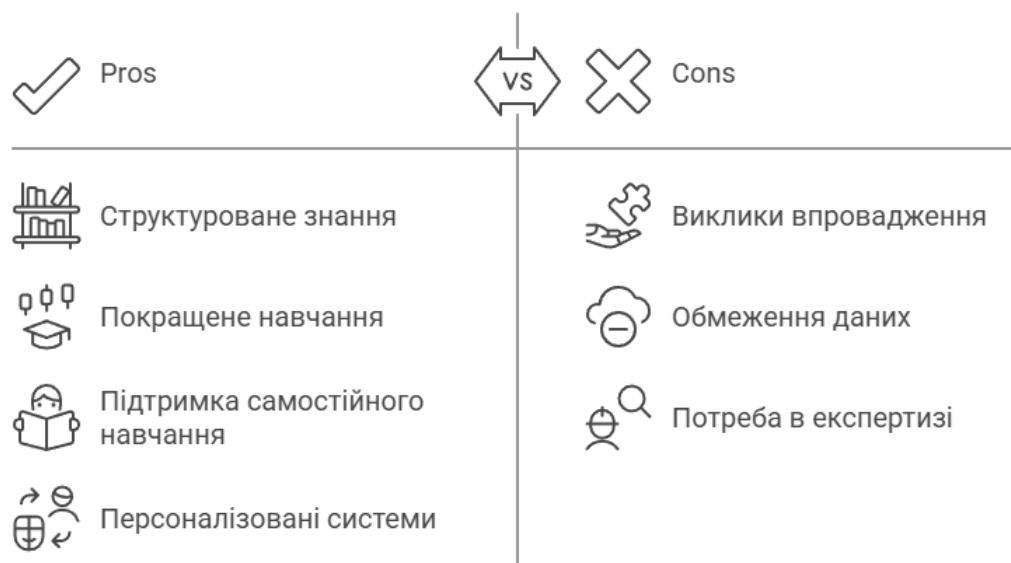 Pros
VS
Cons
Структуроване знання
Виклики впровадження
Покращене навчання
Обмеження даних
Підтримка самостійного
навчання
Потреба в експертизі
Персоналізовані системи